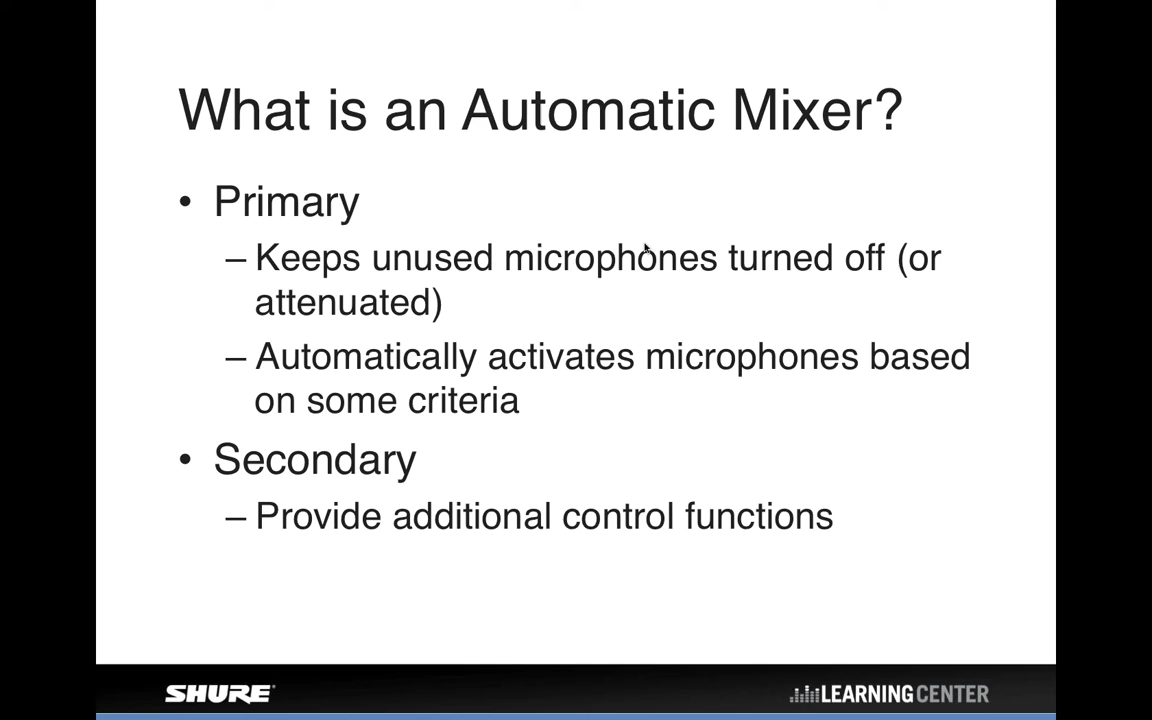 What is an Automatic Mixer?
• Primary
– Keeps unused microphones turned off (or
attenuated)
– Automatically activates microphones based
on some criteria
• Secondary
– Provide additional control functions
SHURE® LEARNING CENTER